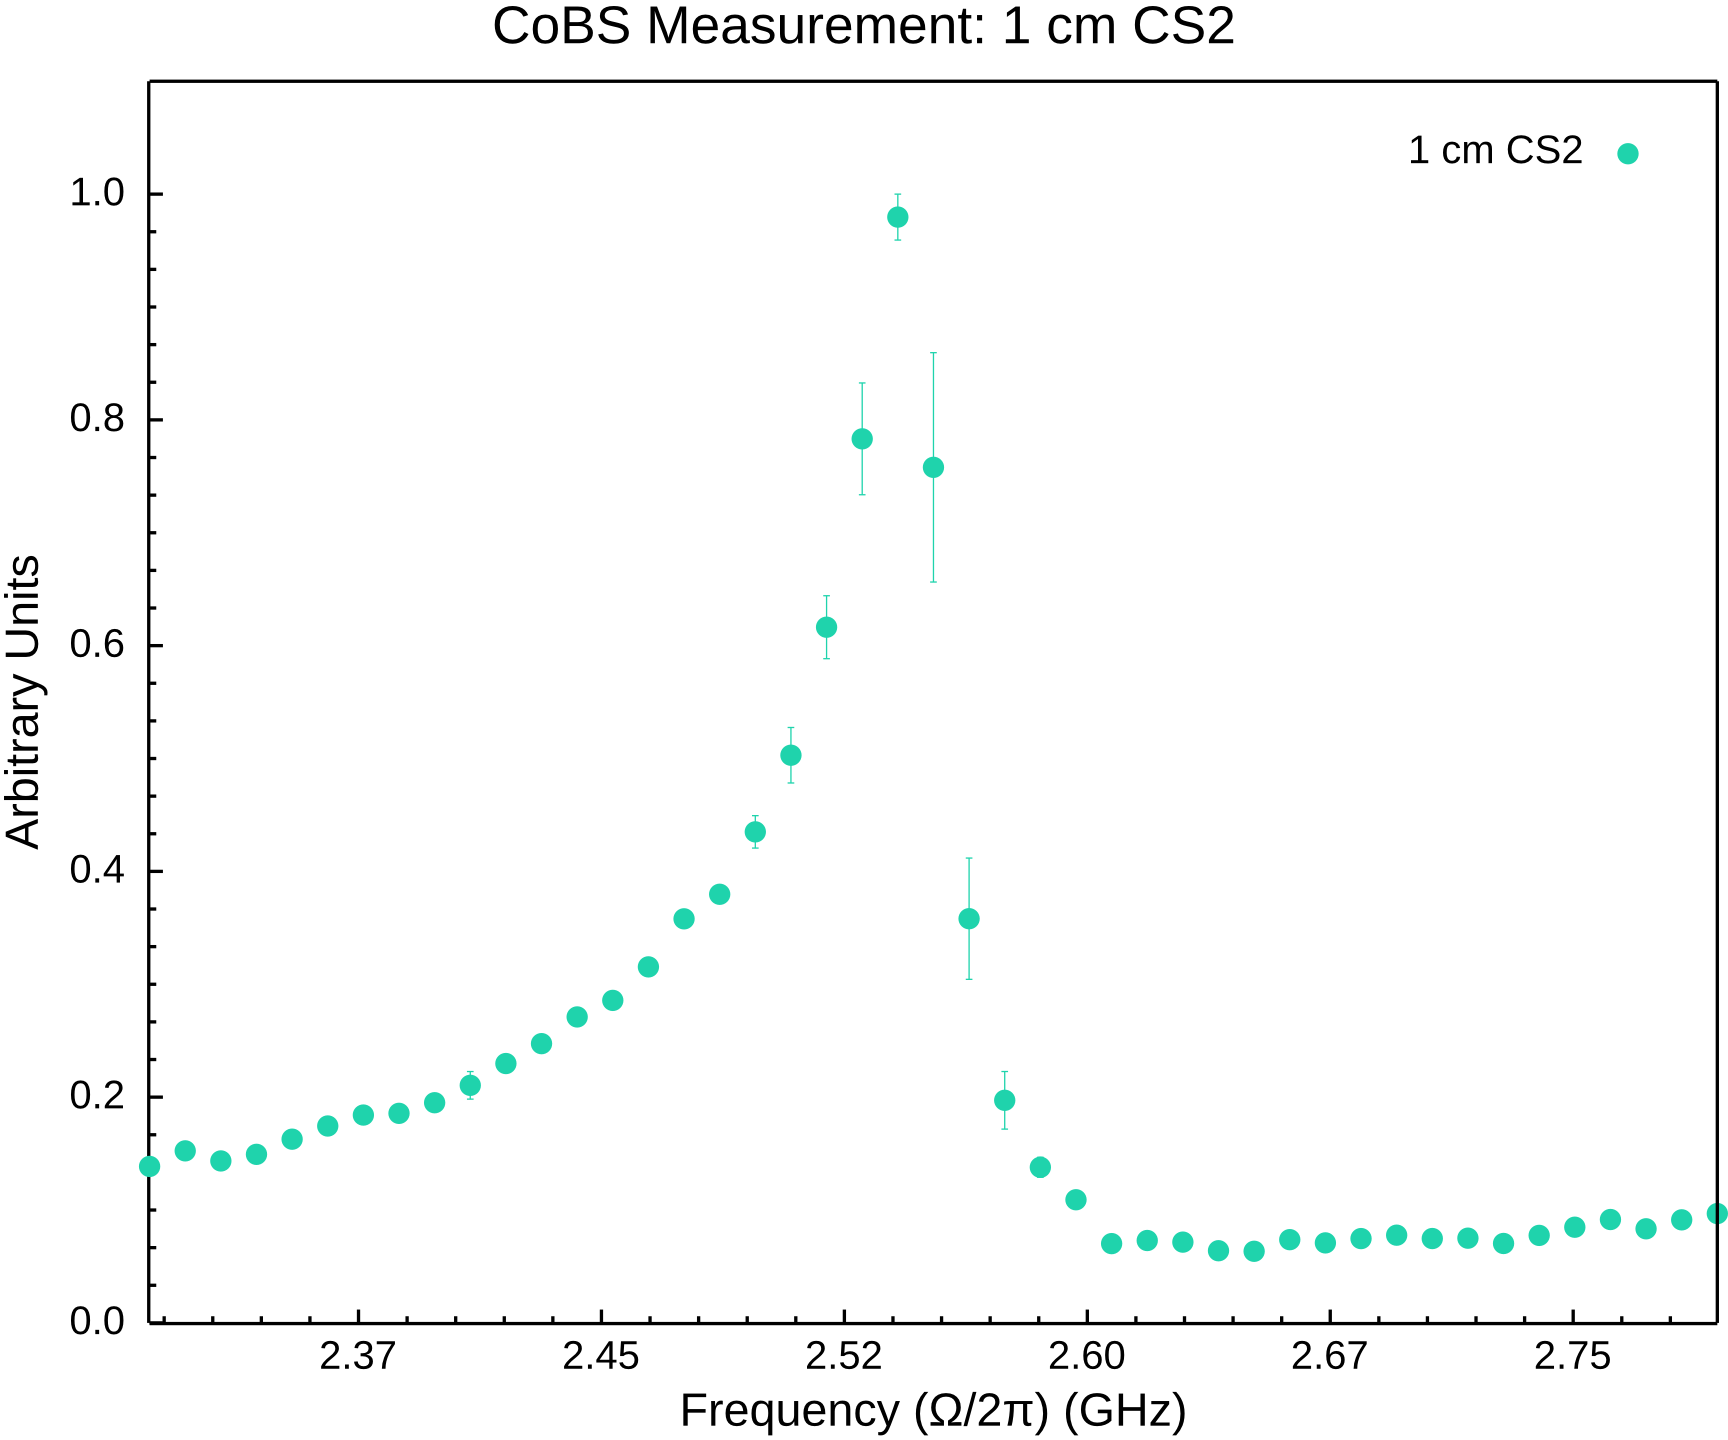 CoBS Measurement: 1 cm CS2
1 cm CS2
1.0
0.8
0.6
0.4
0.2
0.0
Arbitrary Units
2.37 2.45 2.52 2.60 2.67 2.75
Frequency (Ω/2π) (GHz)